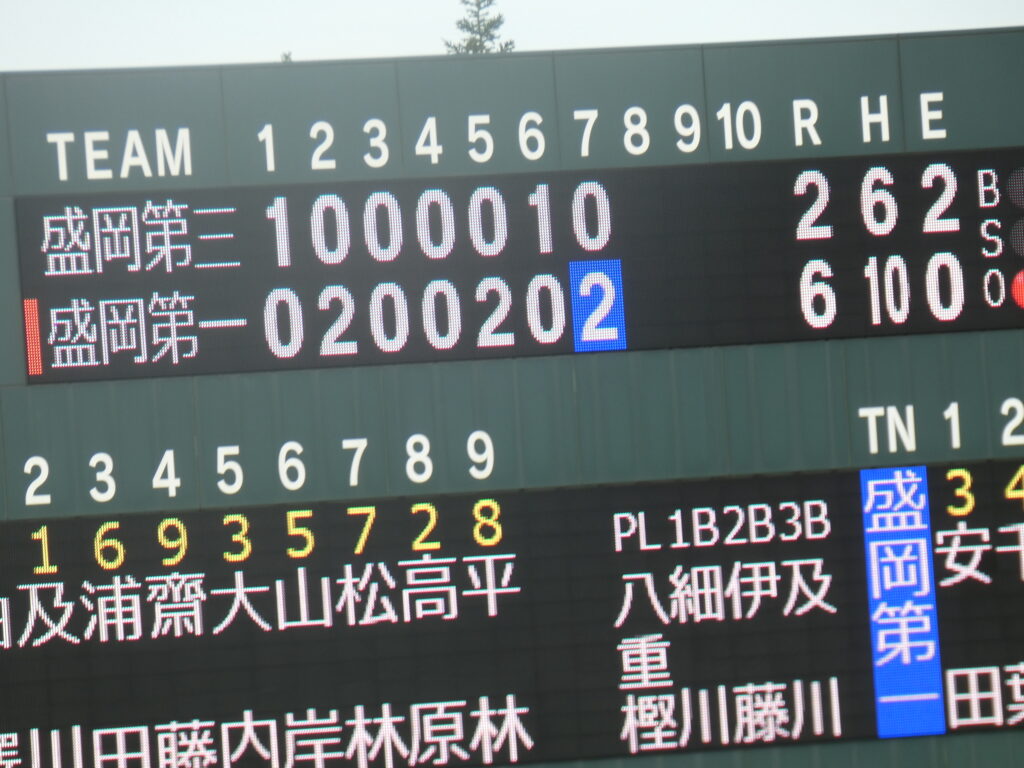 TEAM 1 2 3 4 5 6 7 8 9 10 R H E
盛岡第三 1 0 0 0 0 1 0 2 6 2 B
S
盛岡第一 0 2 0 0 2 0 2 6 10 0 O
2 3 4 5 6 7 8 9
1 6 9 3 5 7 2 8
及川
浦田
齋藤
大内
山岸
松林
高原
平林
PL 1B 2B 3B
八重樫
細川
伊藤
及川
TN 1 2
盛岡第一
3 4
安田
千葉